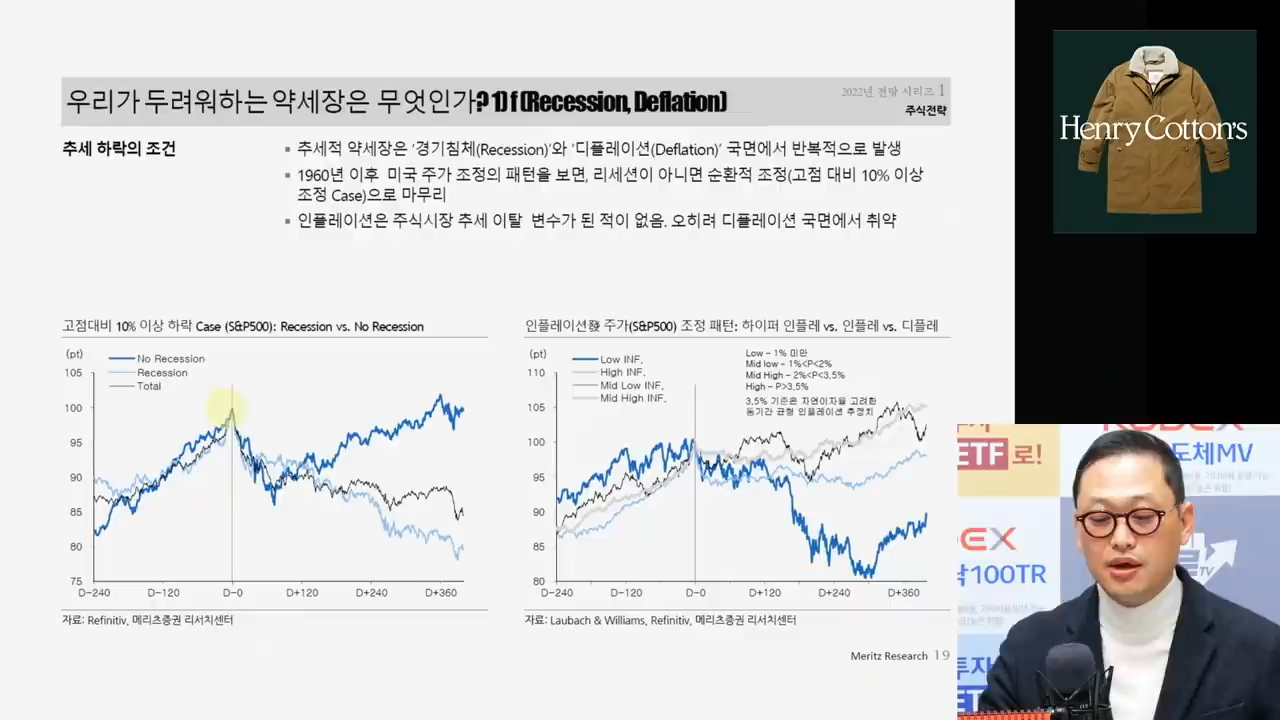 우리가 두려워하는 약세장은 무엇인가? 1) f (Recession, Deflation)
2022년 전망 시리즈 1
주식전략
추세 하락의 조건
▪ 추세적 약세장은 '경기침체(Recession)'와 '디플레이션(Deflation)' 국면에서 반복적으로 발생
▪ 1960년 이후 미국 주가 조정의 패턴을 보면, 리세션이 아니면 순환적 조정(고점 대비 10% 이상
조정 Case)으로 마무리
▪ 인플레이션은 주식시장 추세 이탈 변수가 된 적이 없음. 오히려 디플레이션 국면에서 취약
고점대비 10% 이상 하락 Case (S&P500): Recession vs. No Recession
(pt)
No Recession
Recession
Total
105
100
95
90
85
80
75
D-240 D-120 D-0 D+120 D+240 D+360
자료: Refinitiv, 메리츠증권 리서치센터
인플레이션發 주가(S&P500) 조정 패턴: 하이퍼 인플레 vs. 인플레 vs. 디플레
(pt)
Low INF.
High INF.
Mid Low INF.
Mid High INF.
Low – 1% 미만
Mid low – 1%<P<2%
Mid High – 2%<P<3.5%
High – P>3.5%
3.5% 기준은 자연이자율 고려한
동기간 균형 인플레이션 추정치
110
105
100
95
90
85
80
D-240 D-120 D-0 D+120 D+240 D+360
자료: Laubach & Williams, Refinitiv, 메리츠증권 리서치센터
Meritz Research 19
Henry Cotton's
ETF 로!
도체MV
EX
100TR
투자
TV